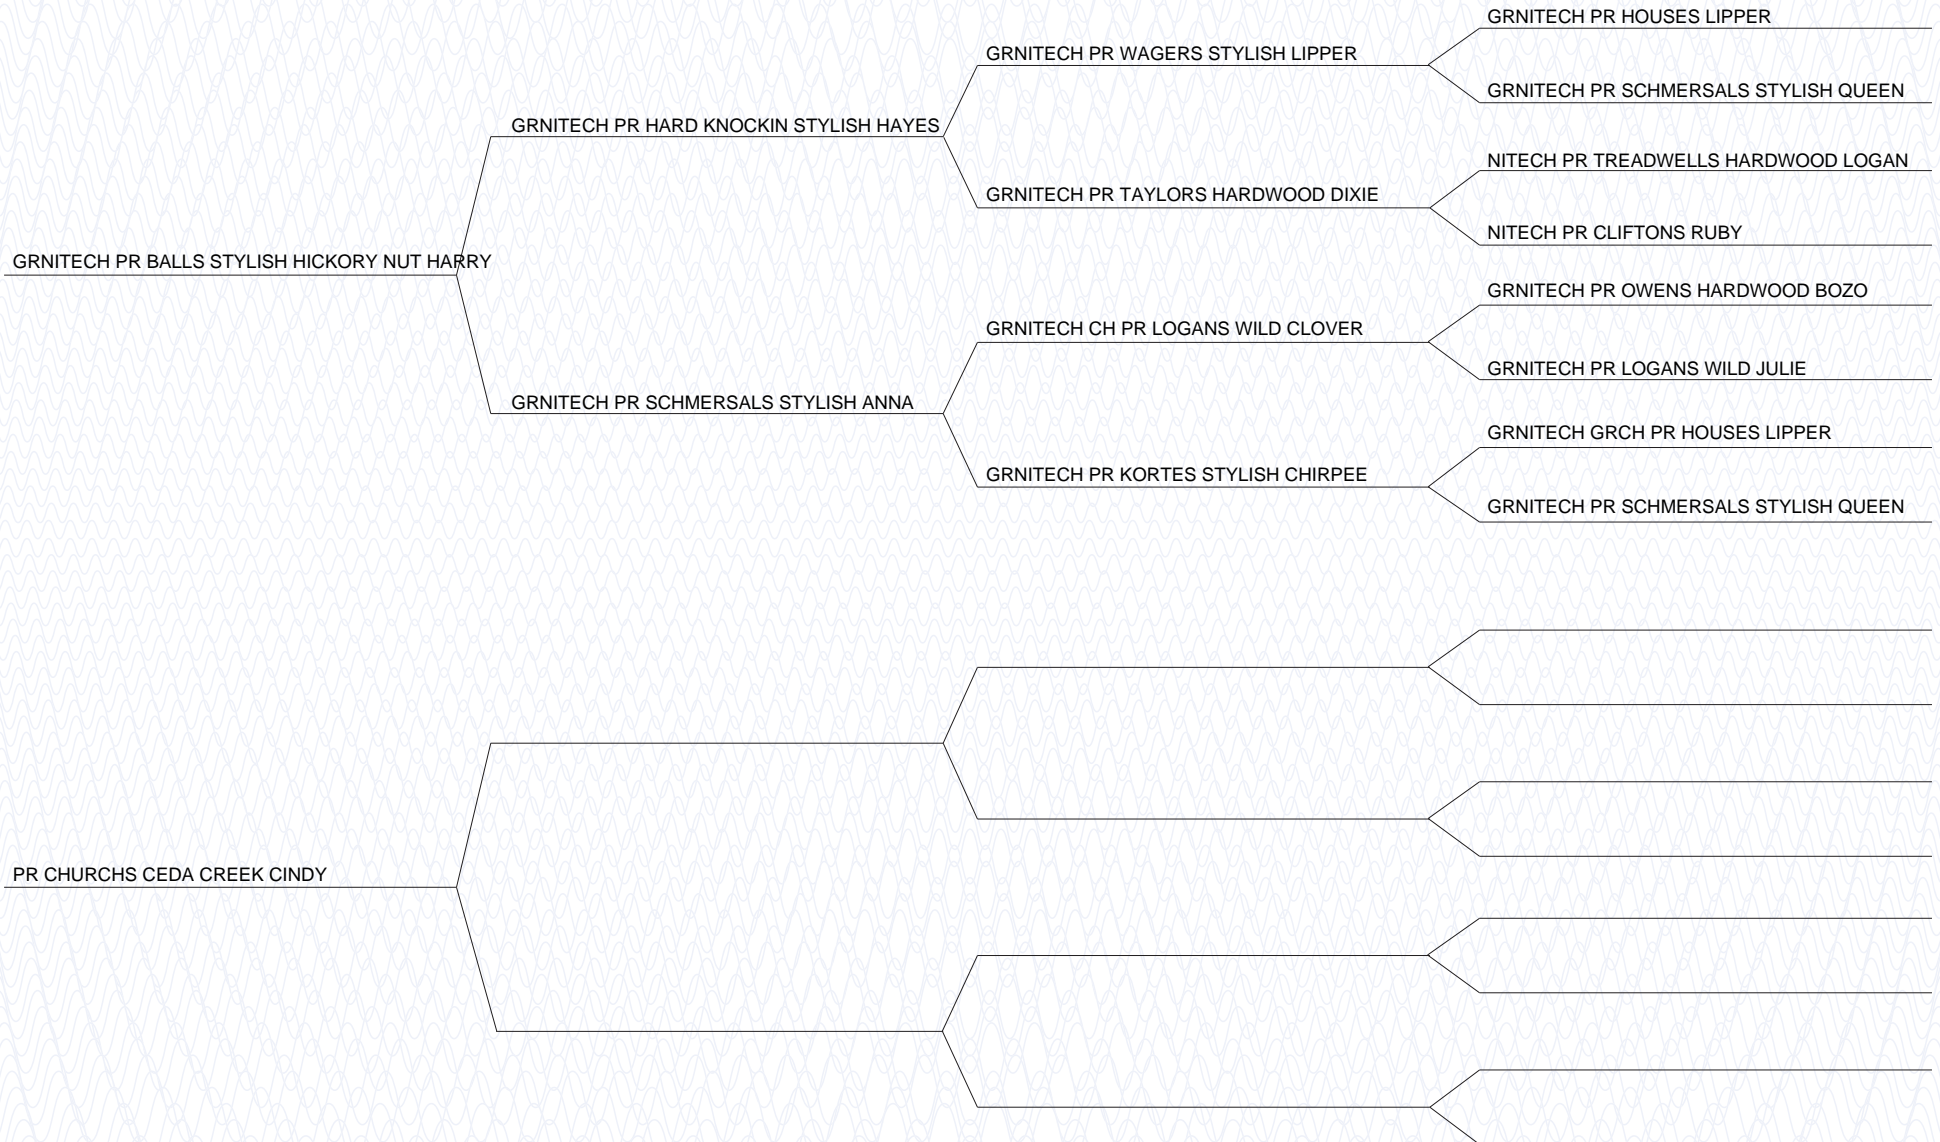 GRNITECH PR HOUSES LIPPER
GRNITECH PR WAGERS STYLISH LIPPER
GRNITECH PR SCHMERSALS STYLISH QUEEN
GRNITECH PR HARD KNOCKIN STYLISH HAYES
NITECH PR TREADWELLS HARDWOOD LOGAN
GRNITECH PR TAYLORS HARDWOOD DIXIE
NITECH PR CLIFTONS RUBY
GRNITECH PR BALLS STYLISH HICKORY NUT HARRY
GRNITECH PR OWENS HARDWOOD BOZO
GRNITECH CH PR LOGANS WILD CLOVER
GRNITECH PR LOGANS WILD JULIE
GRNITECH PR SCHMERSALS STYLISH ANNA
GRNITECH GRCH PR HOUSES LIPPER
GRNITECH PR KORTES STYLISH CHIRPEE
GRNITECH PR SCHMERSALS STYLISH QUEEN
PR CHURCHS CEDA CREEK CINDY